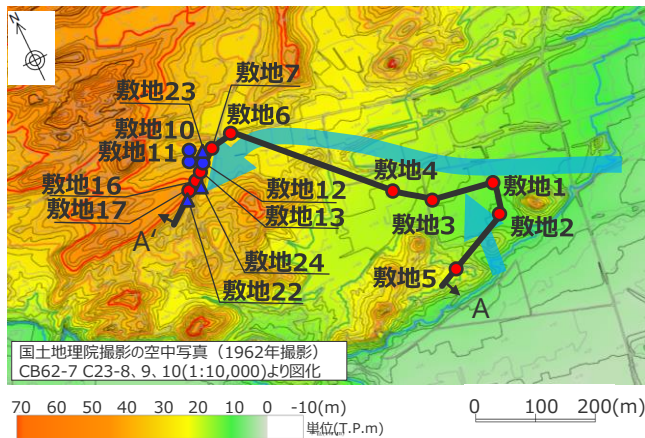 N
敷地7
敷地23
敷地6
敷地10
敷地11
敷地4
敷地1
敷地16
敷地12
敷地17
敷地3
敷地13
敷地2
A'
敷地24
敷地5
敷地22
A
国土地理院撮影の空中写真（1962年撮影）
CB62-7 C23-8、9、10(1:10,000)より図化
70 60 50 40 30 20 10 0 -10(m)
単位(T.P.m)
0 100 200(m)